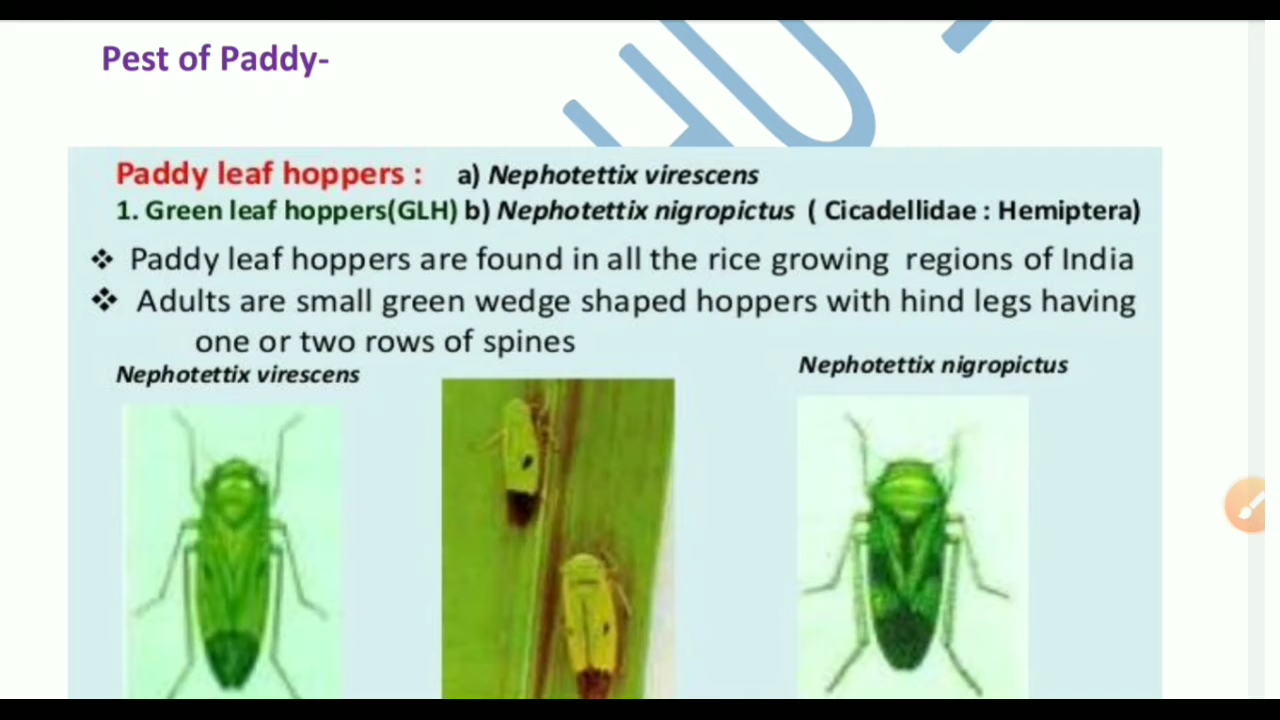 Pest of Paddy-
Paddy leaf hoppers : a) Nephotettix virescens
1. Green leaf hoppers(GLH) b) Nephotettix nigropictus ( Cicadellidae : Hemiptera)
❖ Paddy leaf hoppers are found in all the rice growing regions of India
❖ Adults are small green wedge shaped hoppers with hind legs having
one or two rows of spines
Nephotettix virescens
Nephotettix nigropictus